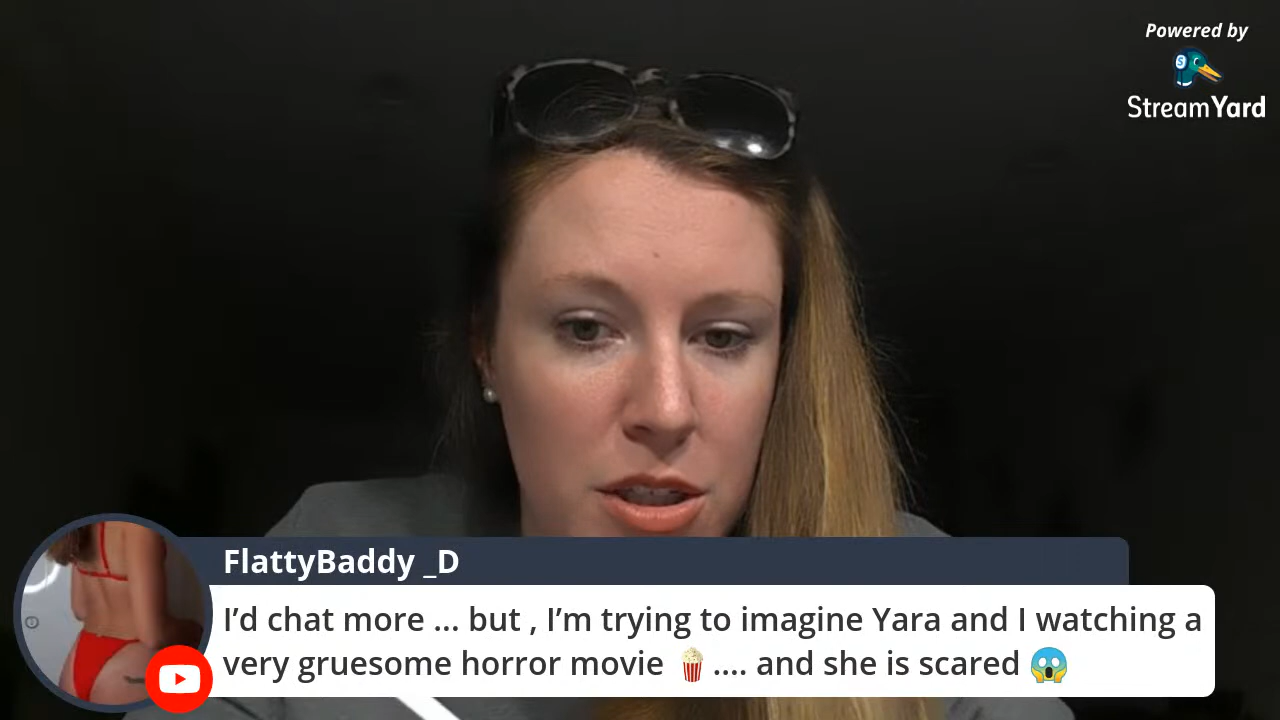 Powered by
StreamYard
FlattyBaddy _D
I’d chat more ... but , I’m trying to imagine Yara and I watching a
very gruesome horror movie 🍿.... and she is scared 😱